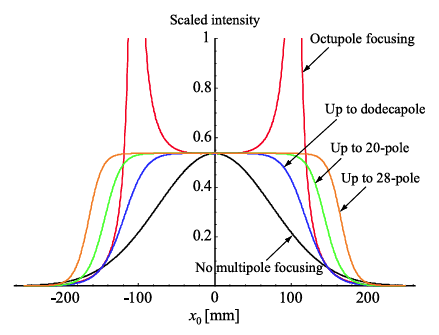 Scaled intensity
1
Octupole focusing
0.8
Up to dodecapole
0.6
Up to 20-pole
Up to 28-pole
0.4
0.2
No multipole focusing
-200 -100 0 100 200
x₀ [mm]